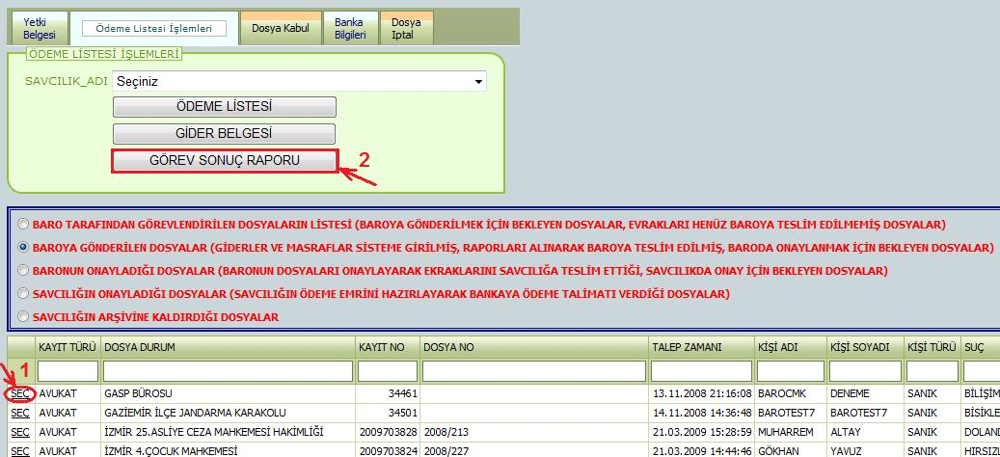 Yetki Belgesi
Ödeme Listesi İşlemleri
Dosya Kabul
Banka Bilgileri
Dosya Iptal
ÖDEME LİSTESİ İŞLEMLERİ
SAVCILIK_ADI Seçiniz
ÖDEME LİSTESİ
GİDER BELGESİ
GÖREV SONUÇ RAPORU 2
BARO TARAFINDAN GÖREVLENDİRİLEN DOSYALARIN LİSTESİ (BAROYA GÖNDERİLMEK İÇİN BEKLEYEN DOSYALAR, EVRAKLARI HENÜZ BAROYA TESLİM EDİLMEMİŞ DOSYALAR)
BAROYA GÖNDERİLEN DOSYALAR (GİDERLER VE MASRAFLAR SİSTEME GİRİLMİŞ, RAPORLARI ALINARAK BAROYA TESLİM EDİLMİŞ, BARODA ONAYLANMAK İÇİN BEKLEYEN DOSYALAR)
BARONUN ONAYLADIĞI DOSYALAR (BARONUN DOSYALARI ONAYLAYARAK EKRAKLARINI SAVCILIĞA TESLİM ETTİĞİ, SAVCILIKDA ONAY İÇİN BEKLEYEN DOSYALAR)
SAVCILIĞIN ONAYLADIĞI DOSYALAR (SAVCILIĞIN ÖDEME EMRİNİ HAZIRLAYARAK BANKAYA ÖDEME TALİMATI VERDİĞİ DOSYALAR)
SAVCILIĞIN ARŞİVİNE KALDIRDIĞI DOSYALAR
KAYIT TÜRÜ DOSYA DURUM KAYIT NO DOSYA NO TALEP ZAMANI KİŞİ ADI KİŞİ SOYADI KİŞİ TÜRÜ SUÇ
1
SEÇ AVUKAT GASP BÜROSU 34461 13.11.2008 21:16:08 BAROCMK DENEME SANIK BİLİŞİM
SEÇ AVUKAT GAZİEMİR İLÇE JANDARMA KARAKOLU 34501 14.11.2008 14:36:48 BAROTEST7 BAROTEST7 SANIK BİSİKLE
SEÇ AVUKAT İZMİR 25.ASLİYE CEZA MAHKEMESİ HAKİMLİĞİ 2009703828 2008/213 21.03.2009 15:28:59 MUHARREM ALTAY SANIK DOLAND
SEÇ AVUKAT İZMİR 4.ÇOCUK MAHKEMESİ 2009703824 2008/227 21.03.2009 14:44:46 GÖKHAN YAVUZ SANIK HIRSIZL